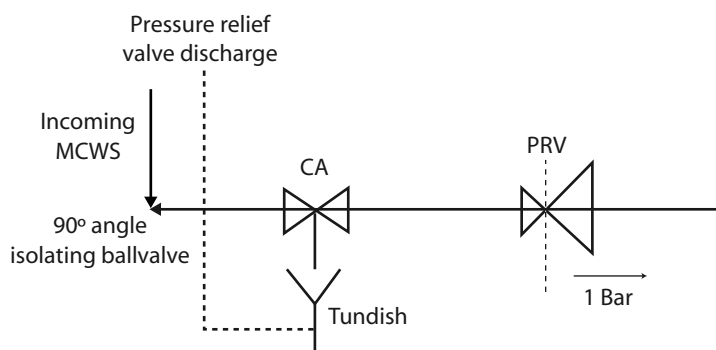 Pressure relief
valve discharge
Incoming
MCWS
CA
PRV
90º angle
isolating ballvalve
1 Bar
Tundish